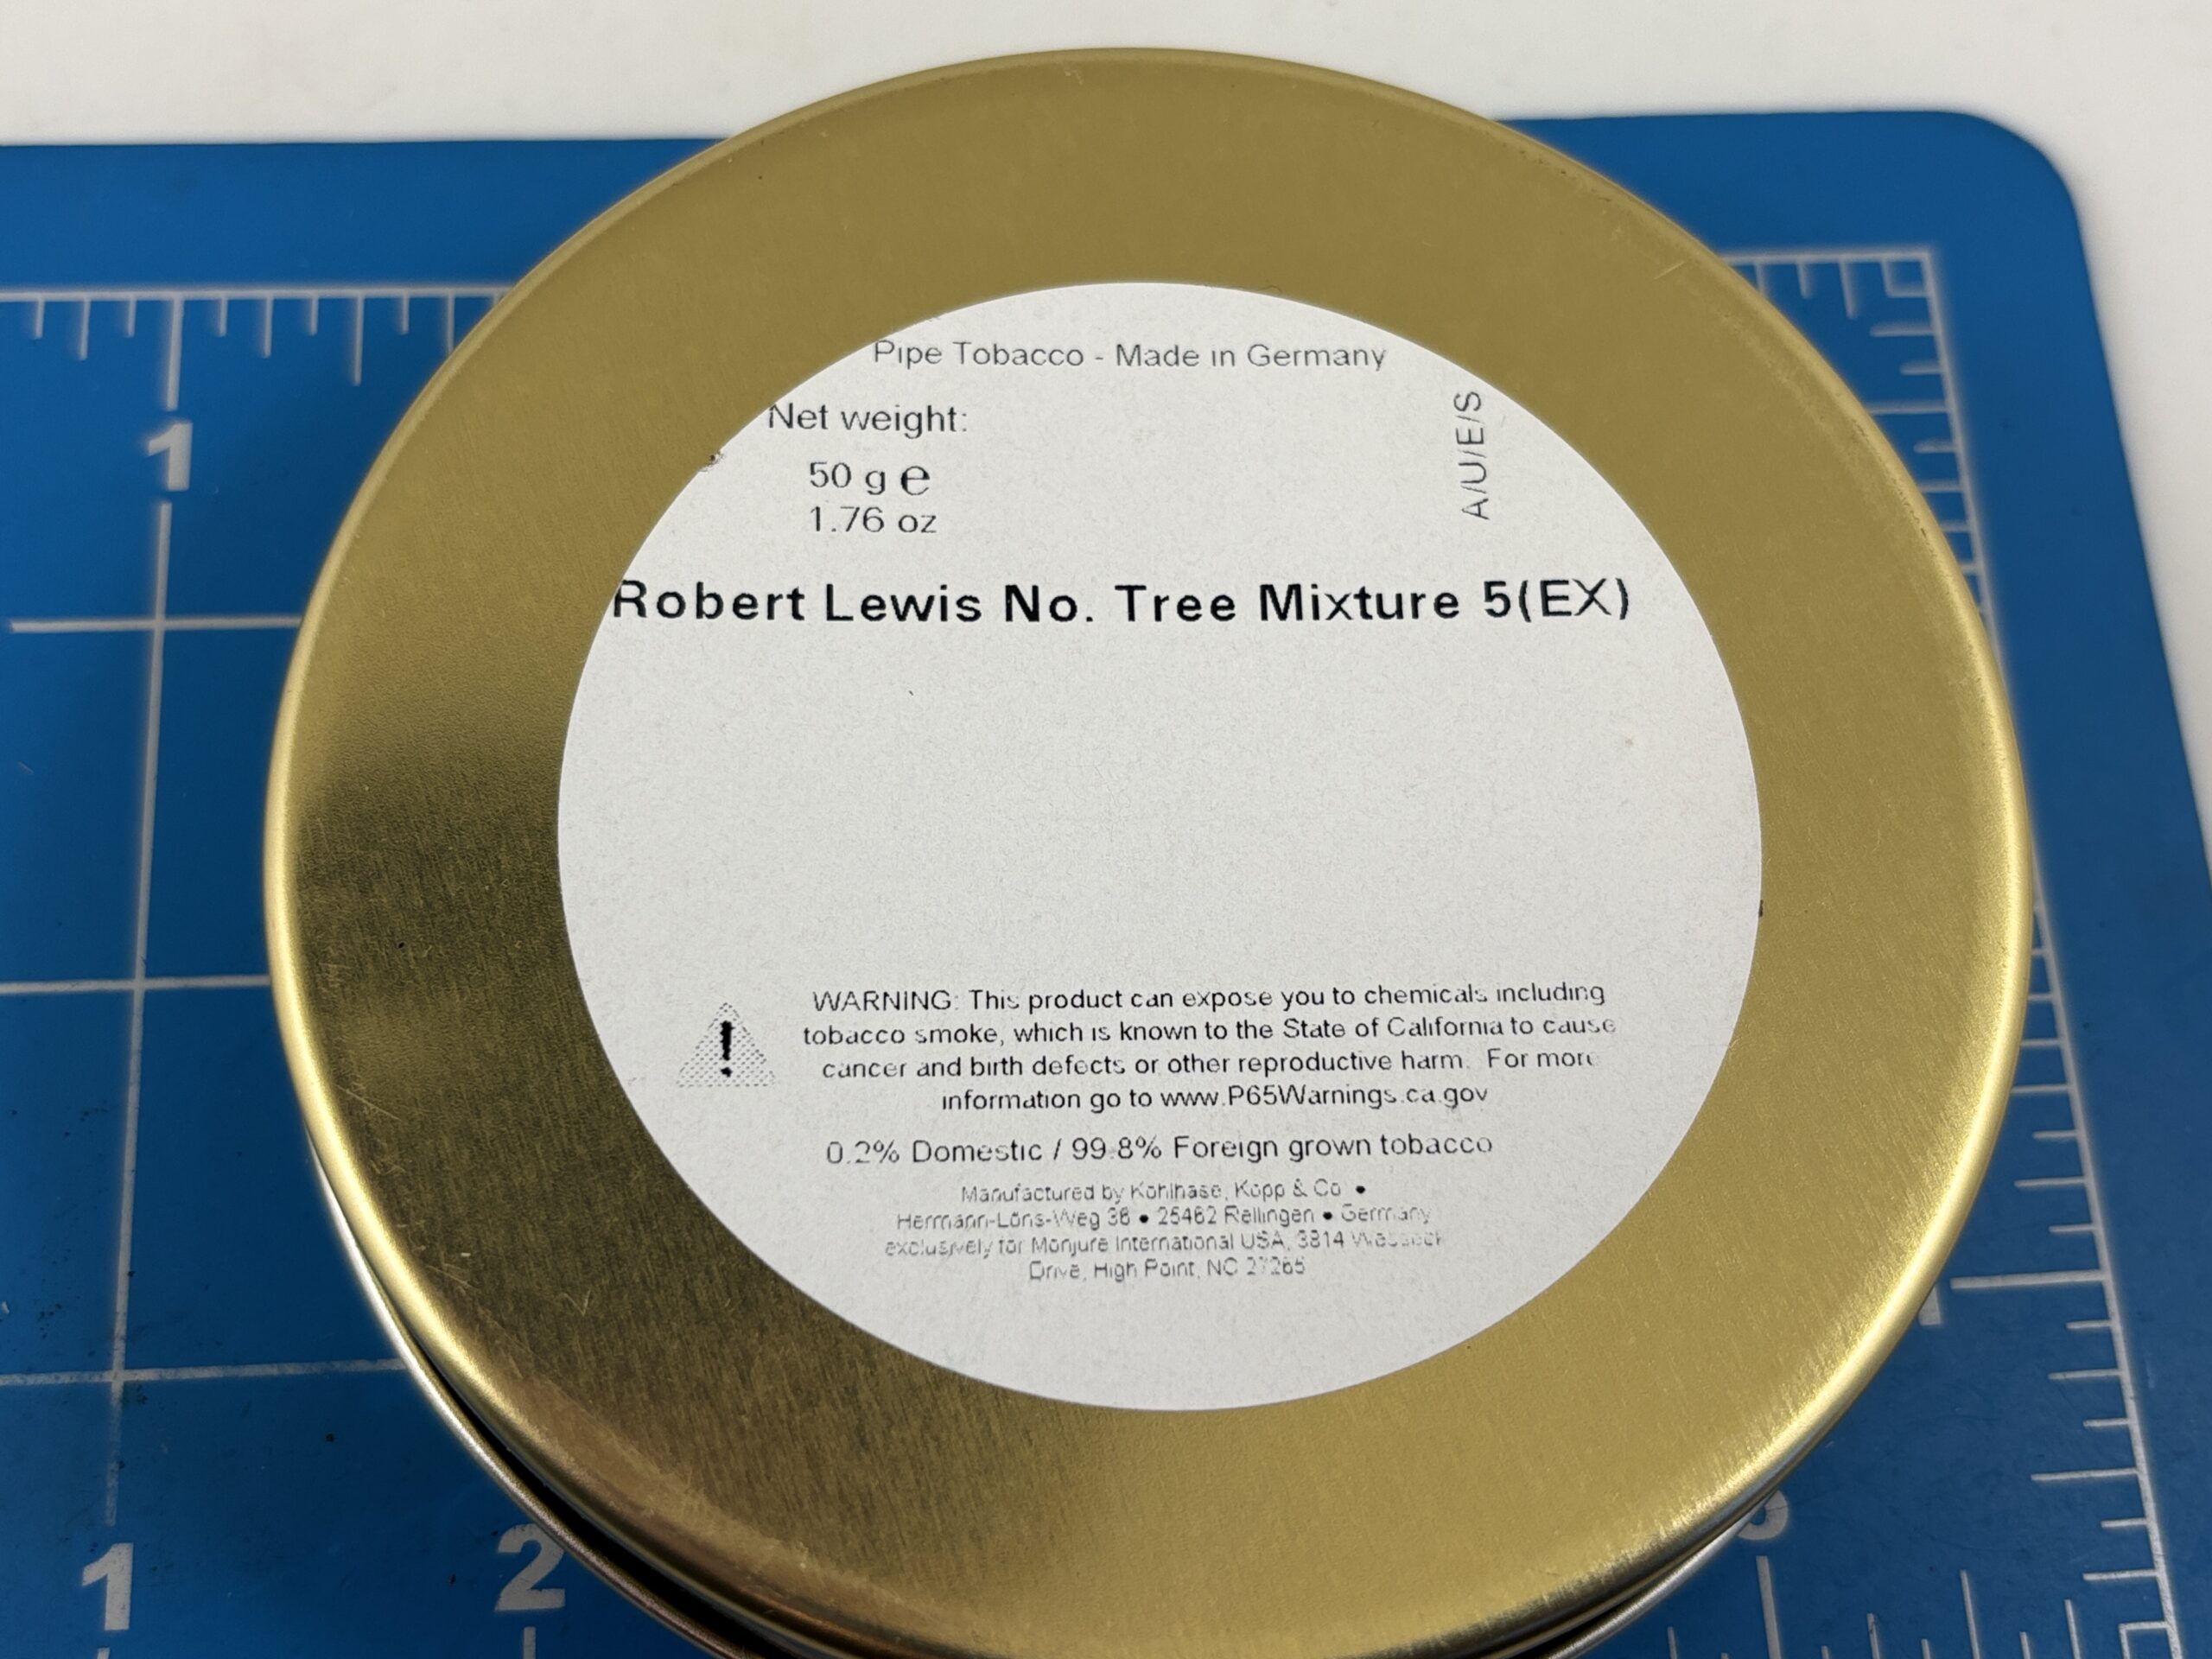 Pipe Tobacco - Made in Germany
Net weight:
A/U/E/S
50 g e
1.76 oz
Robert Lewis No. Tree Mixture 5(EX)
WARNING: This product can expose you to chemicals including
tobacco smoke, which is known to the State of California to cause
cancer and birth defects or other reproductive harm. For more
information go to www.P65Warnings.ca.gov
!
0.2% Domestic / 99.8% Foreign grown tobacco
Manufactured by Kohlhase, Kopp & Co •
Hermann-Löns-Weg 36 • 25462 Rellingen • Germany
exclusively for Monjure International USA, 3814
Drive, High Point, NC 27265
1
1
2